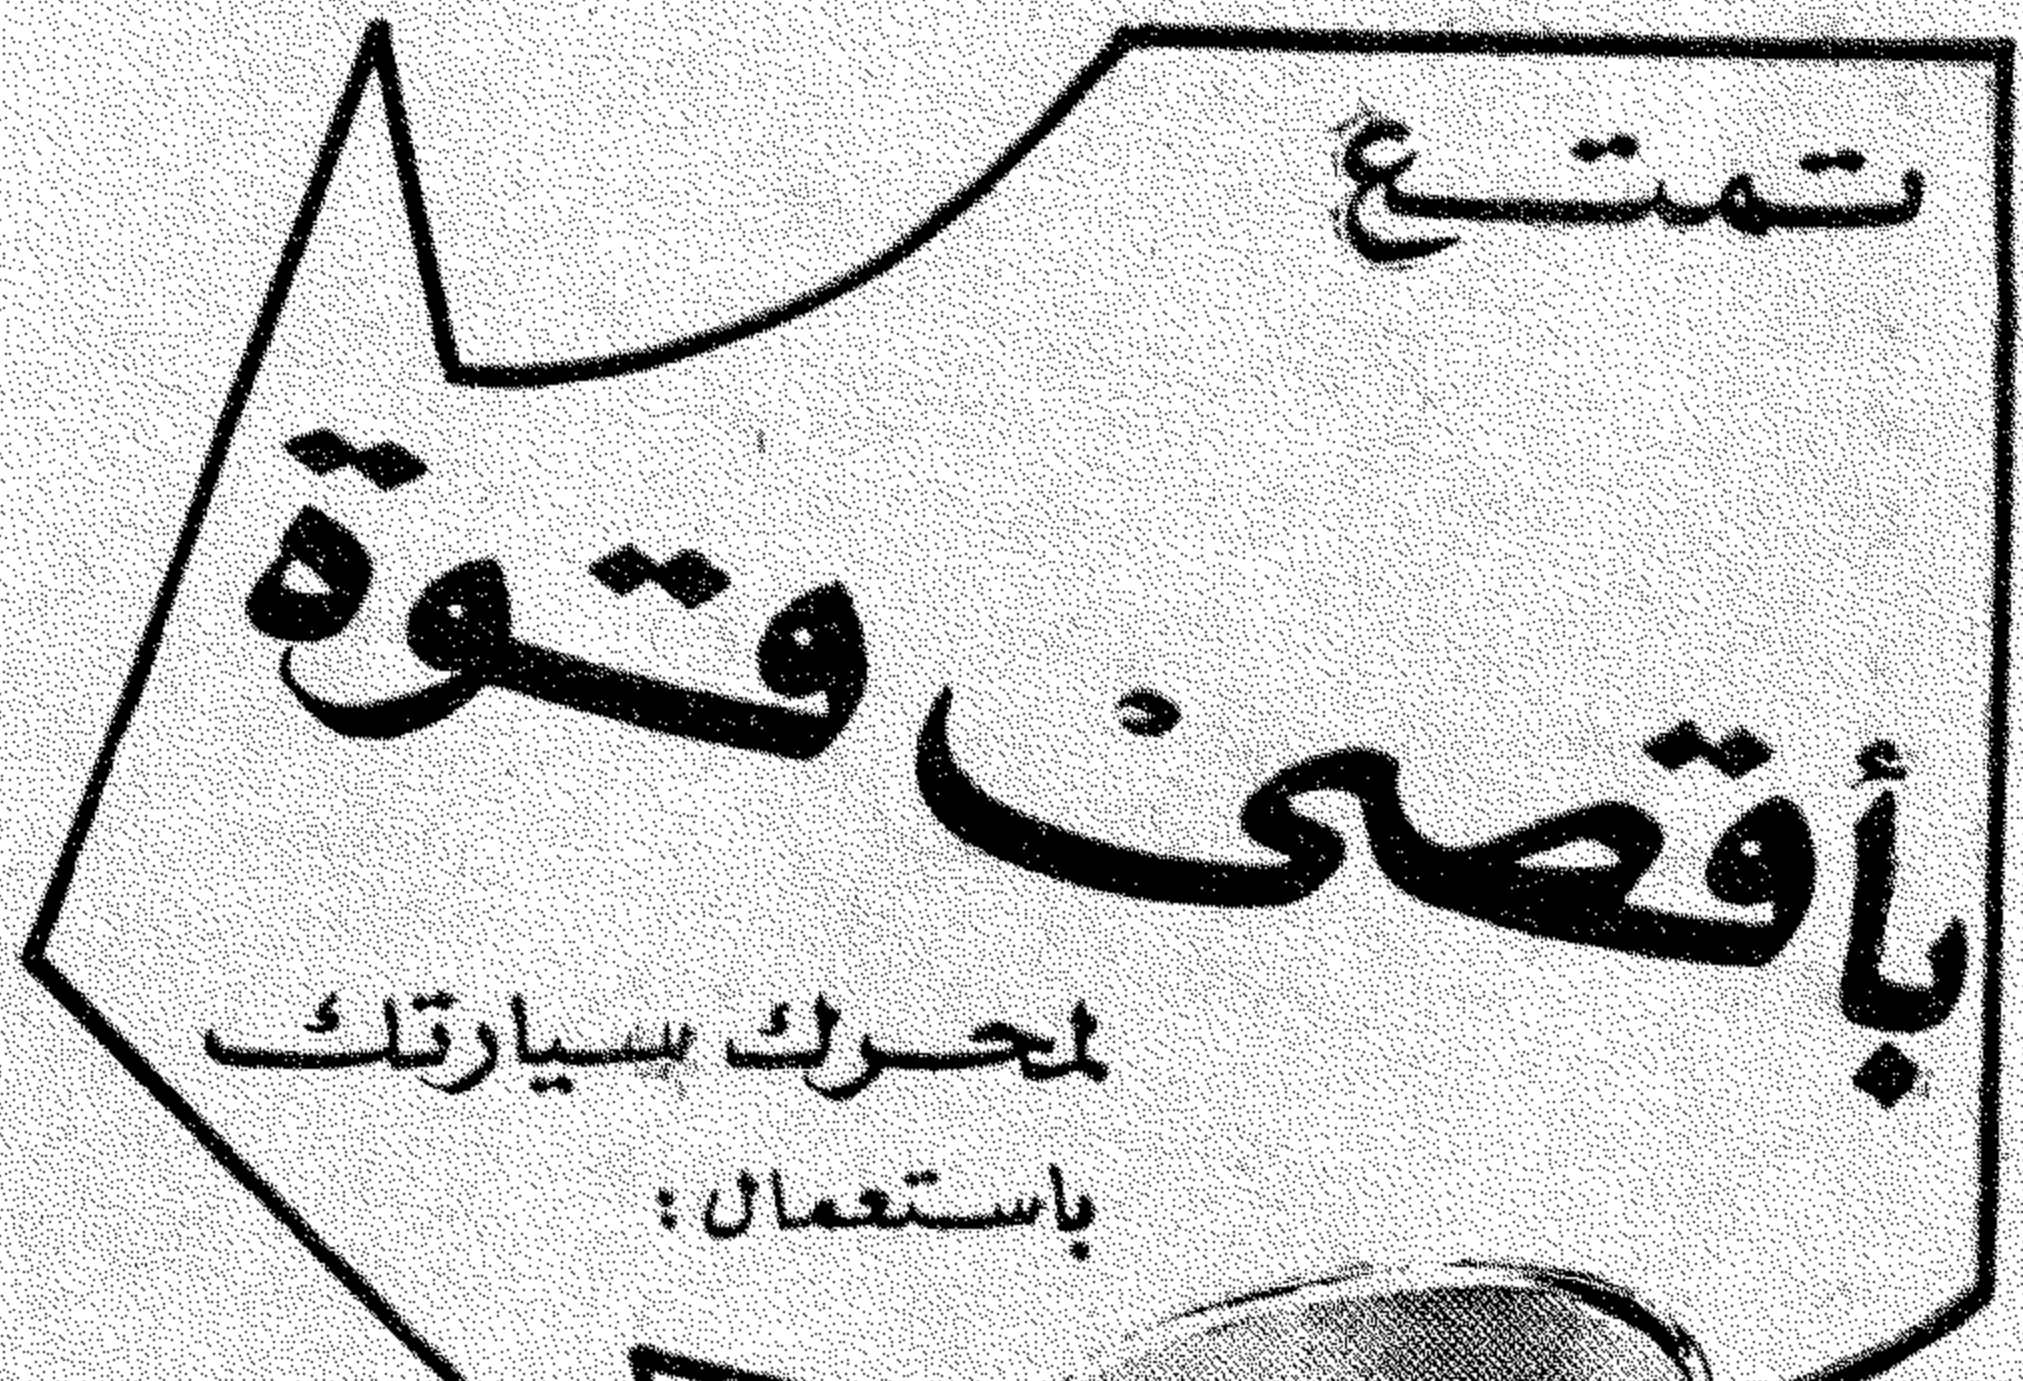 تمتع
بأقصى قوة
لمحرك سيارتك
باستعمال: